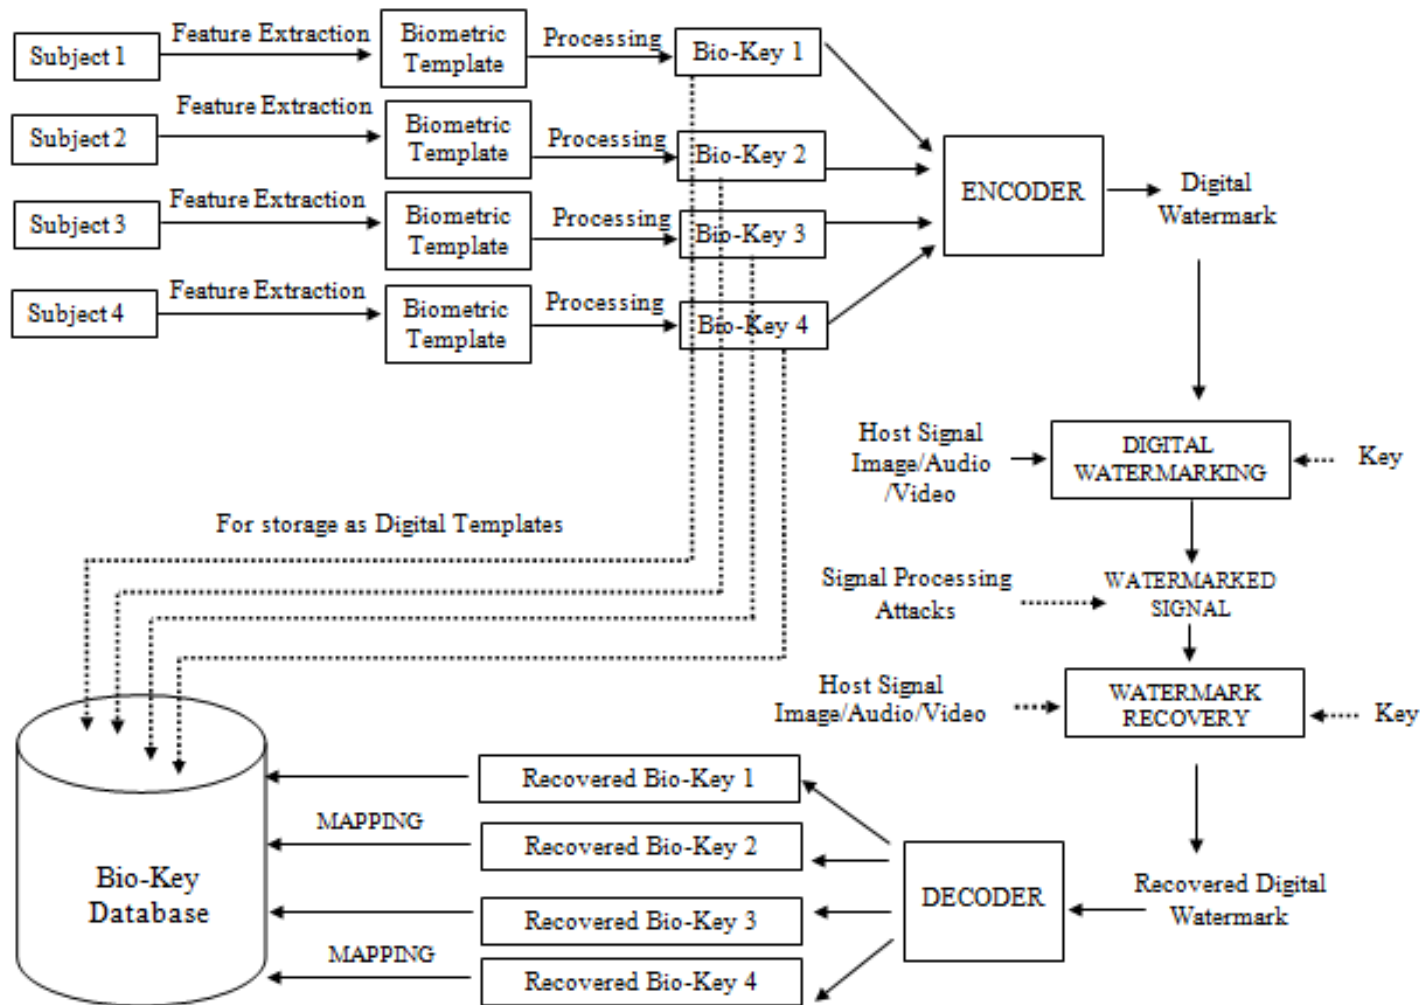 Subject 1
Feature Extraction
Biometric
Template
Processing
Bio-Key 1
Subject 2
Feature Extraction
Biometric
Template
Processing
Bio-Key 2
Subject 3
Feature Extraction
Biometric
Template
Processing
Bio-Key 3
Subject 4
Feature Extraction
Biometric
Template
Processing
Bio-Key 4
ENCODER
Digital
Watermark
Host Signal
Image/Audio
/Video
DIGITAL
WATERMARKING
Key
For storage as Digital Templates
Signal Processing
Attacks
WATERMARKED
SIGNAL
Host Signal
Image/Audio/Video
WATERMARK
RECOVERY
Key
Recovered Digital
Watermark
DECODER
Recovered Bio-Key 1
MAPPING
Recovered Bio-Key 2
Recovered Bio-Key 3
MAPPING
Recovered Bio-Key 4
Bio-Key
Database